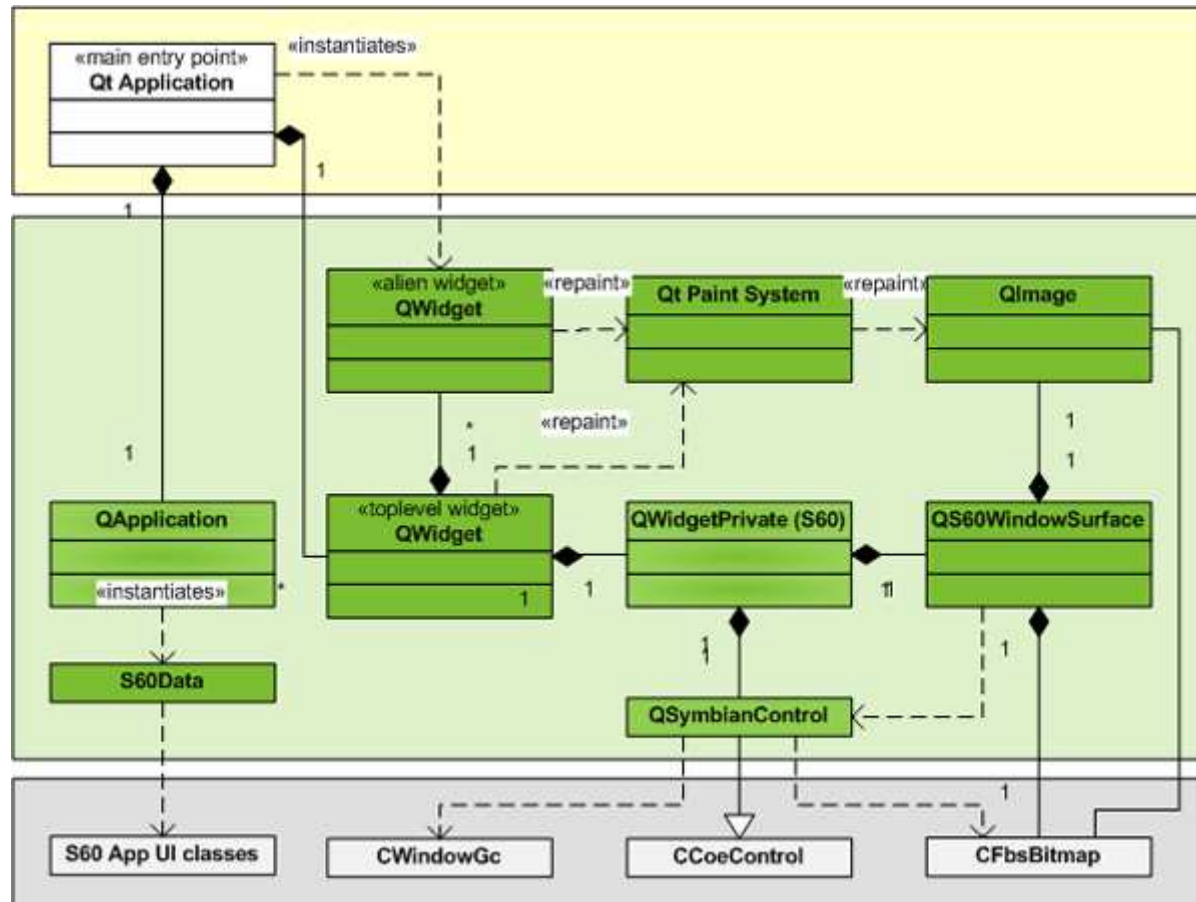 «main entry point»
Qt Application
«instantiates»
1
1
«alien widget»
QWidget
«repaint»
Qt Paint System
«repaint»
QImage
*
1
«repaint»
1
1
1
QApplication
«toplevel widget»
QWidget
QWidgetPrivate (S60)
QS60WindowSurface
«instantiates»
*
1
1
11
S60Data
1
1
1
QSymbianControl
1
S60 App UI classes
CWindowGc
CCoeControl
CFbsBitmap